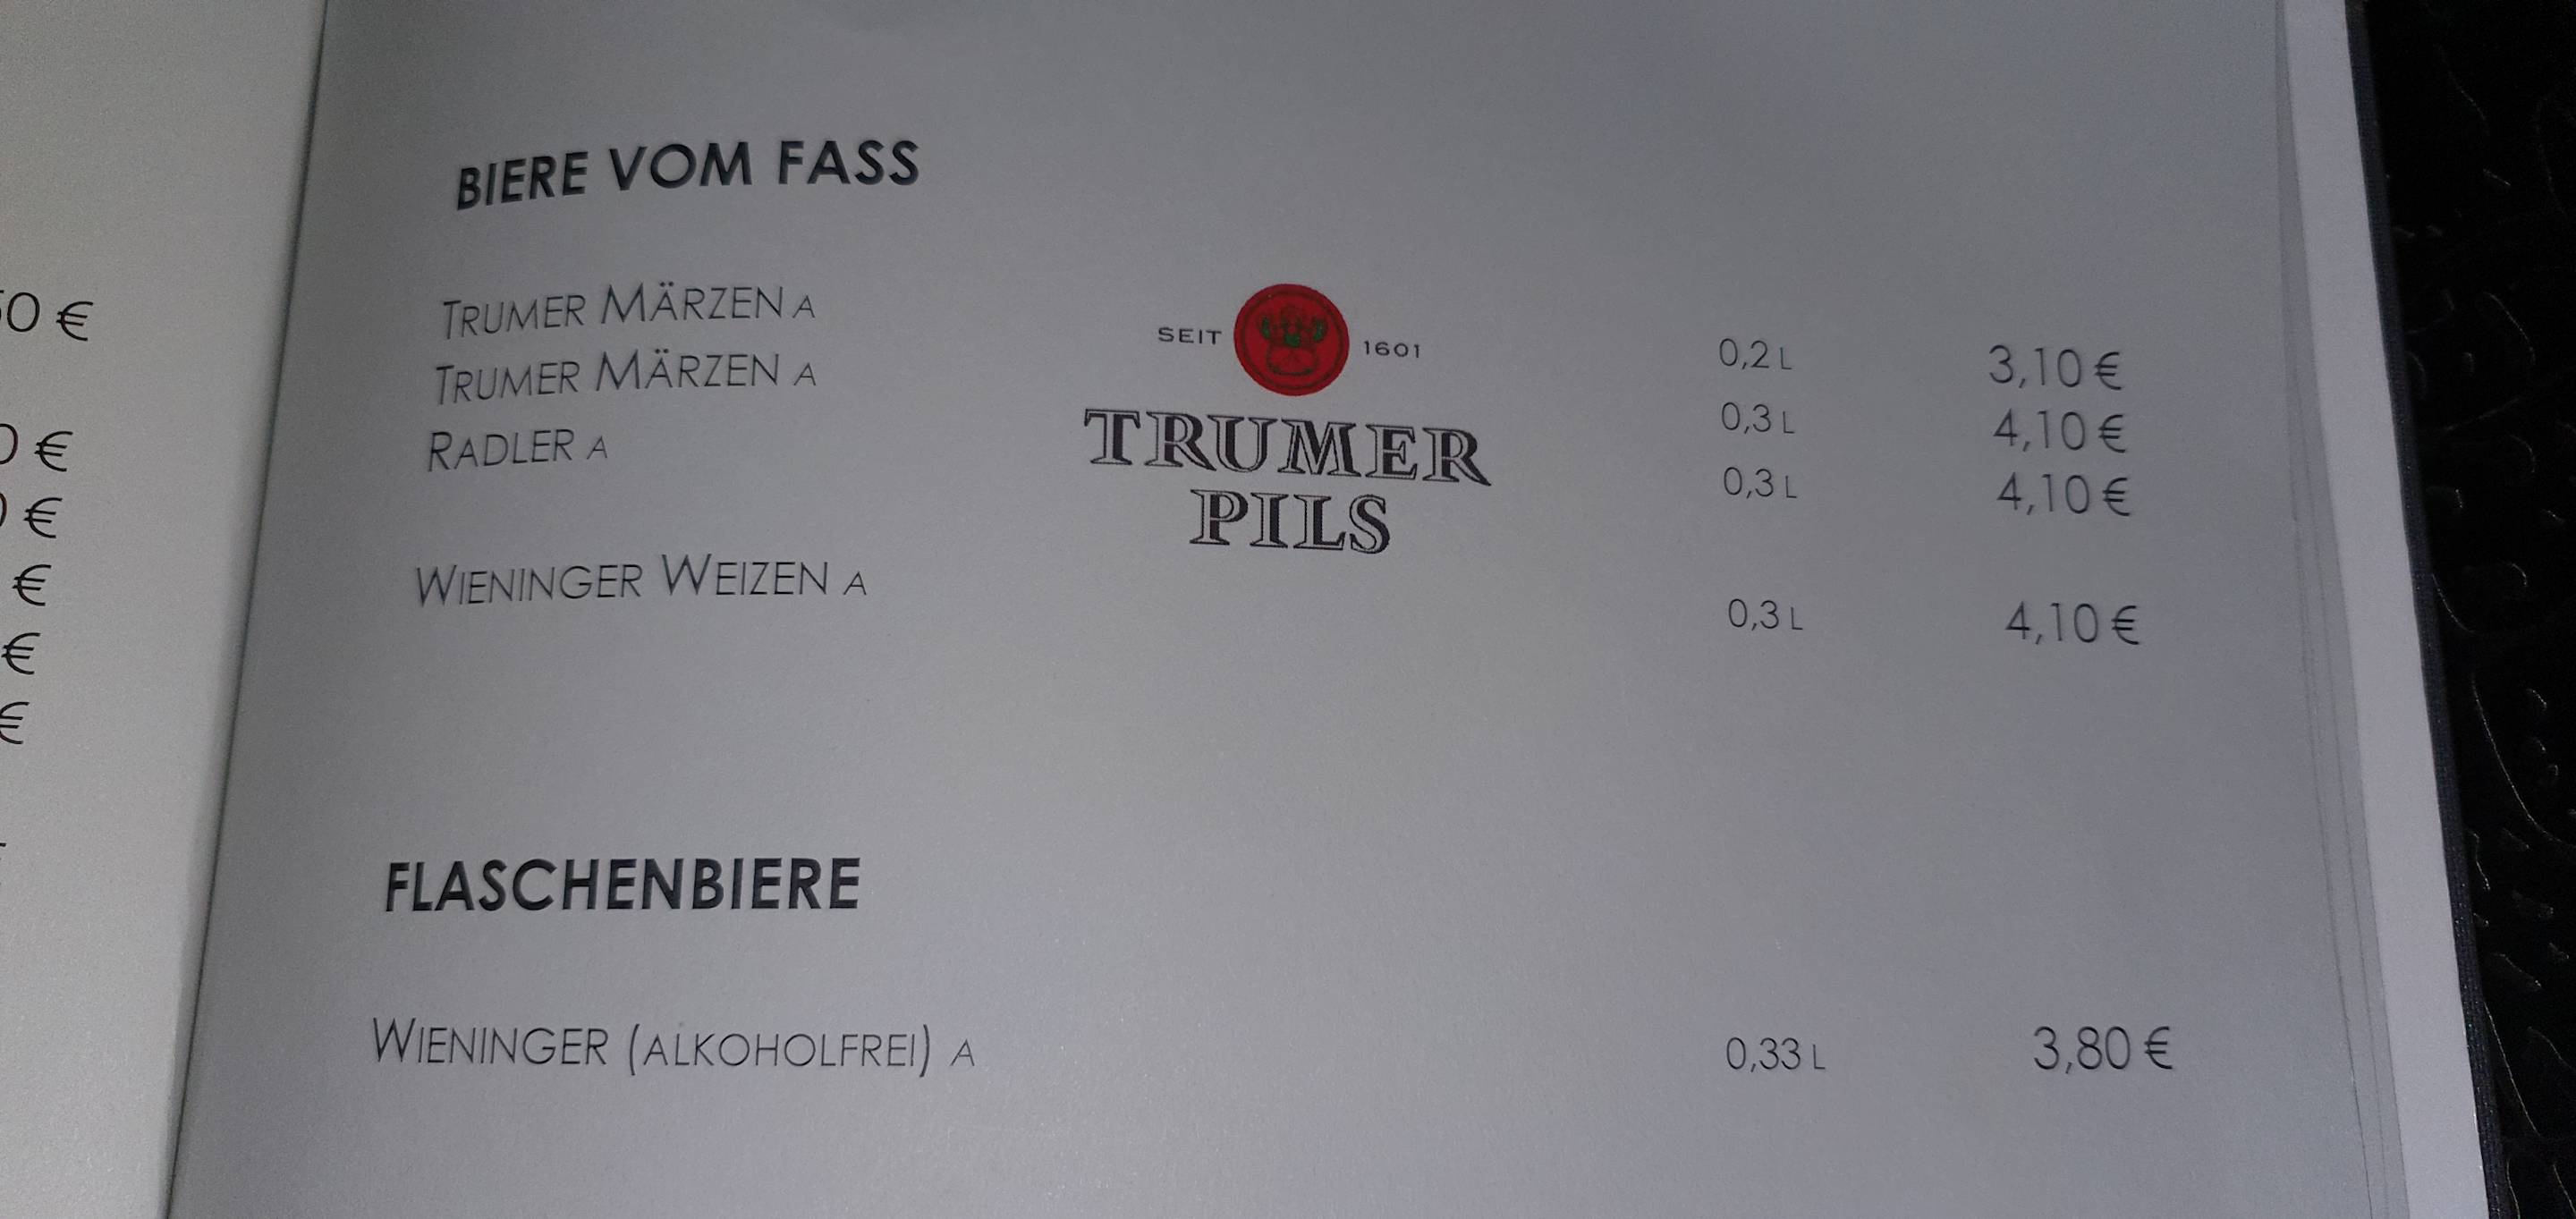 BIERE VOM FASS
TRUMER MÄRZEN A 0,2 L 3,10 €
TRUMER MÄRZEN A 0,3 L 4,10 €
RADLER A 0,3 L 4,10 €
WIENINGER WEIZEN A 0,3 L 4,10 €
SEIT 1601
TRUMER
PILS
FLASCHENBIERE
WIENINGER (ALKOHOLFREI) A 0,33 L 3,80 €